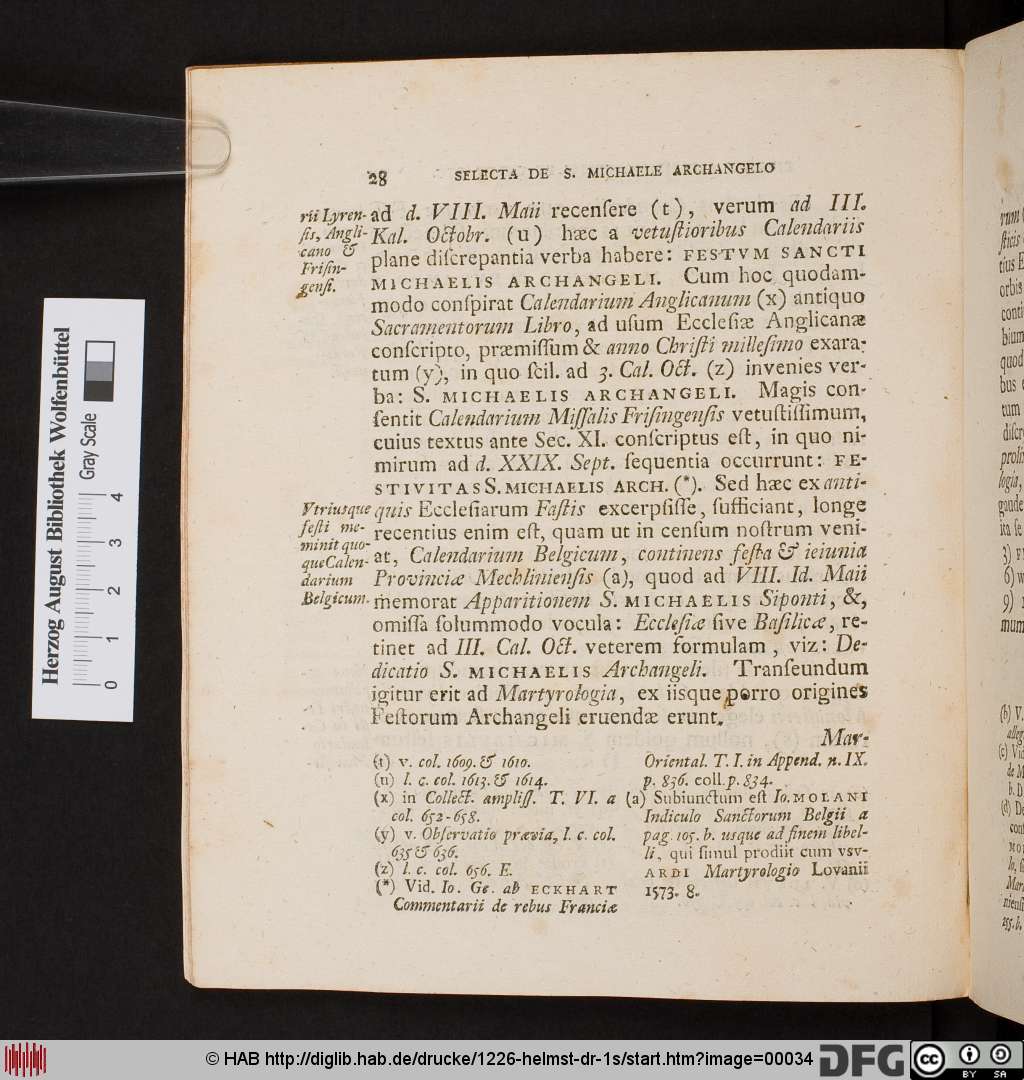 28 SELECTA DE S. MICHAELE ARCHANGELO
rii Lyren-
ſis, Angli-
cano &
Friſin-
genſi.
ad d. VIII. Maii recenſere (t), verum ad III.
Kal. Octobr. (u) hæc a vetuſtioribus Calendariis
plane diſcrepantia verba habere: FESTVM SANCTI
MICHAELIS ARCHANGELI. Cum hoc quodam-
modo conſpirat Calendarium Anglicanum (x) antiquo
Sacramentorum Libro, ad uſum Eccleſiæ Anglicanæ
conſcripto, præmiſſum & anno Chriſti milleſimo exara-
tum (y), in quo ſcil. ad 3. Cal. Oct. (z) invenies ver-
ba: S. MICHAELIS ARCHANGELI. Magis con-
ſentit Calendarium Miſſalis Friſingenſis vetuſtiſſimum,
cuius textus ante Sec. XI. conſcriptus eſt, in quo ni-
mirum ad d. XXIX. Sept. ſequentia occurrunt: FE-
STIVITAS S. MICHAELIS ARCH. (*). Sed hæc ex anti-
Vtriusque
feſti me-
minit quo-
que Calen-
darium
Belgicum.
quis Eccleſiarum Faſtis excerpſiſſe, ſufficiant, longe
recentius enim eſt, quam ut in cenſum noſtrum veni-
at, Calendarium Belgicum, continens feſta & ieiunia
Provinciæ Mechlinienſis (a), quod ad VIII. Id. Maii
memorat Apparitionem S. MICHAELIS Siponti, &,
omiſſa ſolummodo vocula: Eccleſiæ ſive Baſilicæ, re-
tinet ad III. Cal. Oct. veterem formulam, viz: De-
dicatio S. MICHAELIS Archangeli. Tranſeundum
igitur erit ad Martyrologia, ex iisque porro origines
Feſtorum Archangeli eruendæ erunt.
Mar-
(t) v. col. 1609. & 1610.
(u) l. c. col. 1613. & 1614.
(x) in Collect. ampliſſ. T. VI. a
col. 652-658.
(y) v. Obſervatio prævia, l. c. col.
635 & 636.
(z) l. c. col. 656. E.
(*) Vid. Io. Ge. ab ECKHART
Commentarii de rebus Franciæ
Oriental. T. I. in Append. n. IX.
p. 836. coll. p. 834.
(a) Subiunctum eſt Io. MOLANI
Indiculo Sanctorum Belgii a
pag. 105. b. usque ad finem libel-
li, qui ſimul prodiit cum VSV-
ARDI Martyrologio Lovanii
1573. 8.
Herzog August Bibliothek Wolfenbüttel
Gray Scale
0 1 2 3 4
© HAB http://diglib.hab.de/drucke/1226-helmst-dr-1s/start.htm?image=00034
DFG
cc BY SA